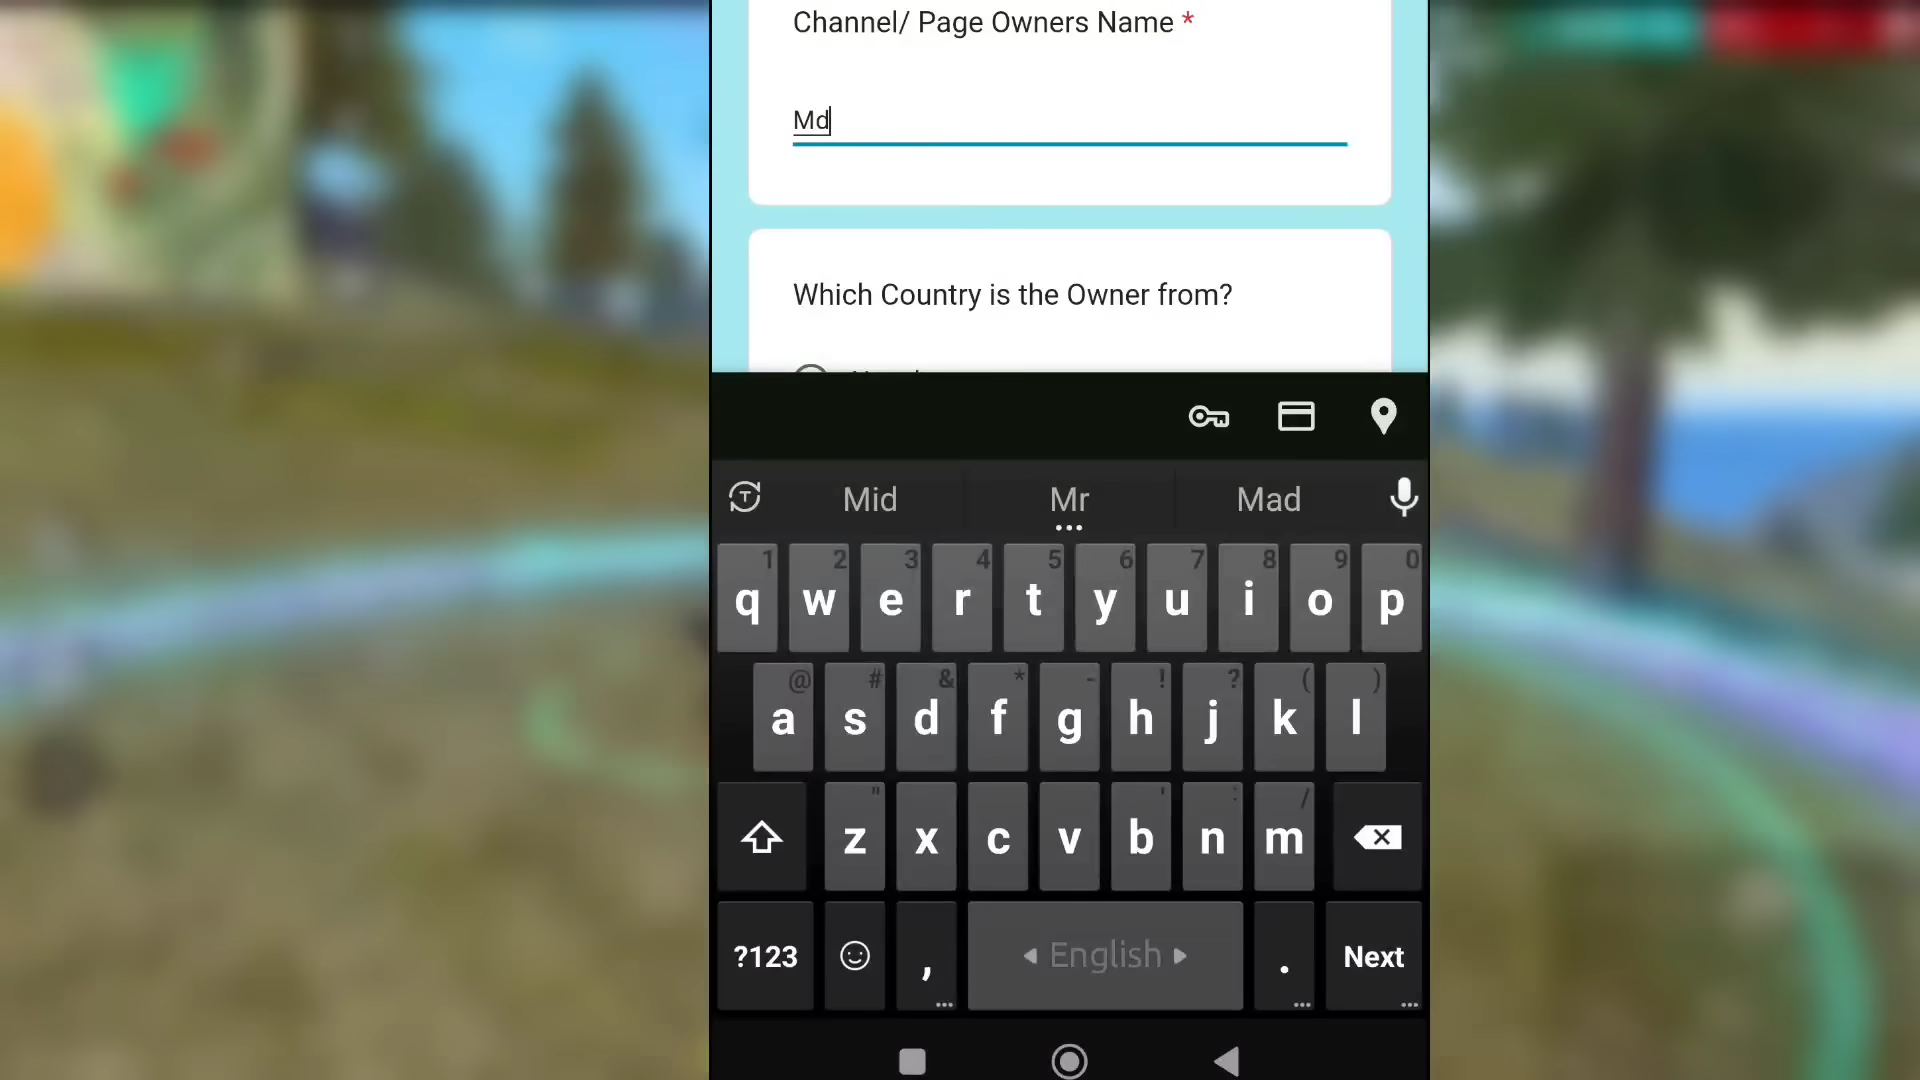 Channel/ Page Owners Name *
Md
Which Country is the Owner from?
Mid Mr Mad
1 2 3 4 5 6 7 8 9 0
q w e r t y u i o p
@ # & * - ! ? ( )
a s d f g h j k l
" ' : /
z x c v b n m
?123 , English . Next